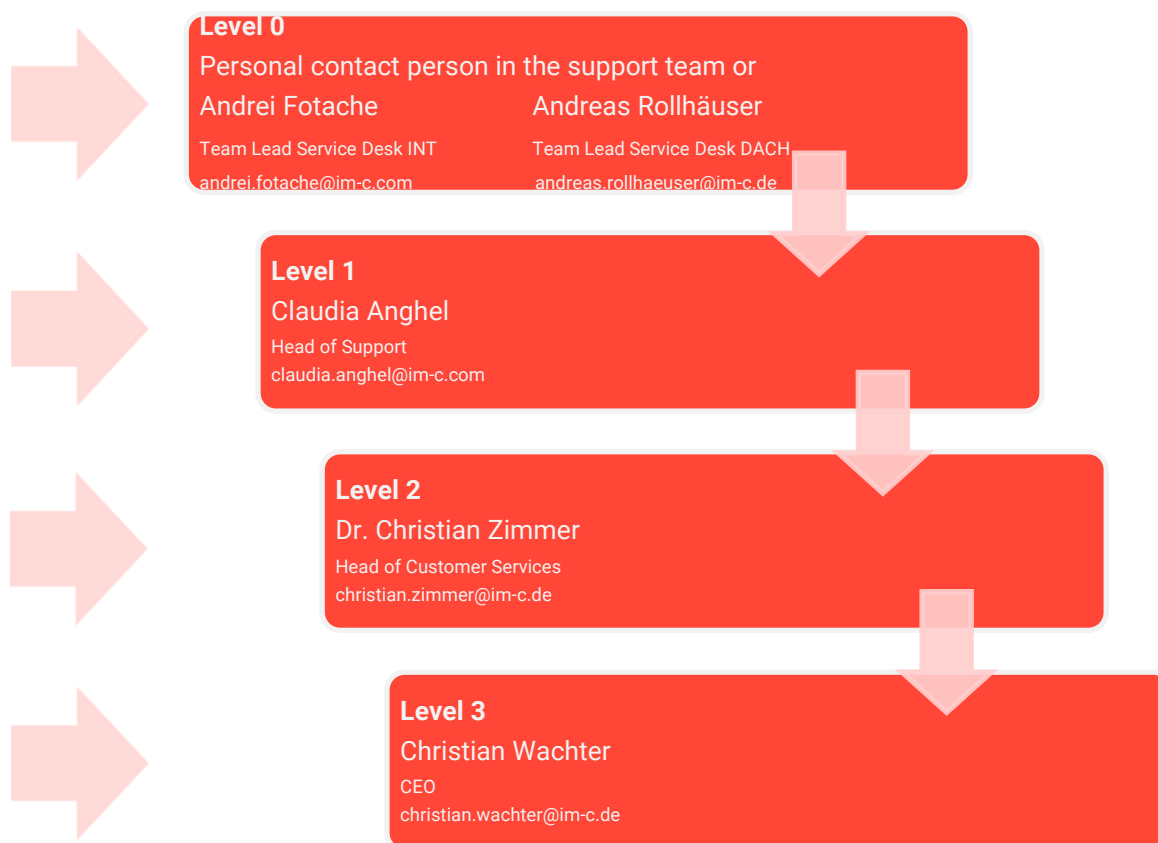 Level 0
Personal contact person in the support team or
Andrei Fotache Andreas Rollhäuser
Team Lead Service Desk INT Team Lead Service Desk DACH
andrei.fotache@im-c.com andreas.rollhaeuser@im-c.de
Level 1
Claudia Anghel
Head of Support
claudia.anghel@im-c.com
Level 2
Dr. Christian Zimmer
Head of Customer Services
christian.zimmer@im-c.de
Level 3
Christian Wachter
CEO
christian.wachter@im-c.de